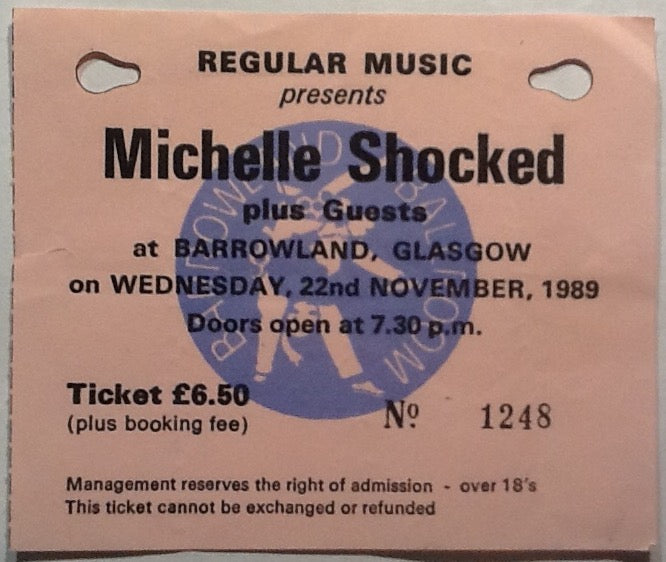 REGULAR MUSIC
presents
Michelle Shocked
plus Guests
at BARROWLAND, GLASGOW
on WEDNESDAY, 22nd NOVEMBER, 1989
Doors open at 7.30 p.m.
BARROWLAND BALLROOM
Ticket £6.50
(plus booking fee)
Nº 1248
Management reserves the right of admission - over 18's
This ticket cannot be exchanged or refunded